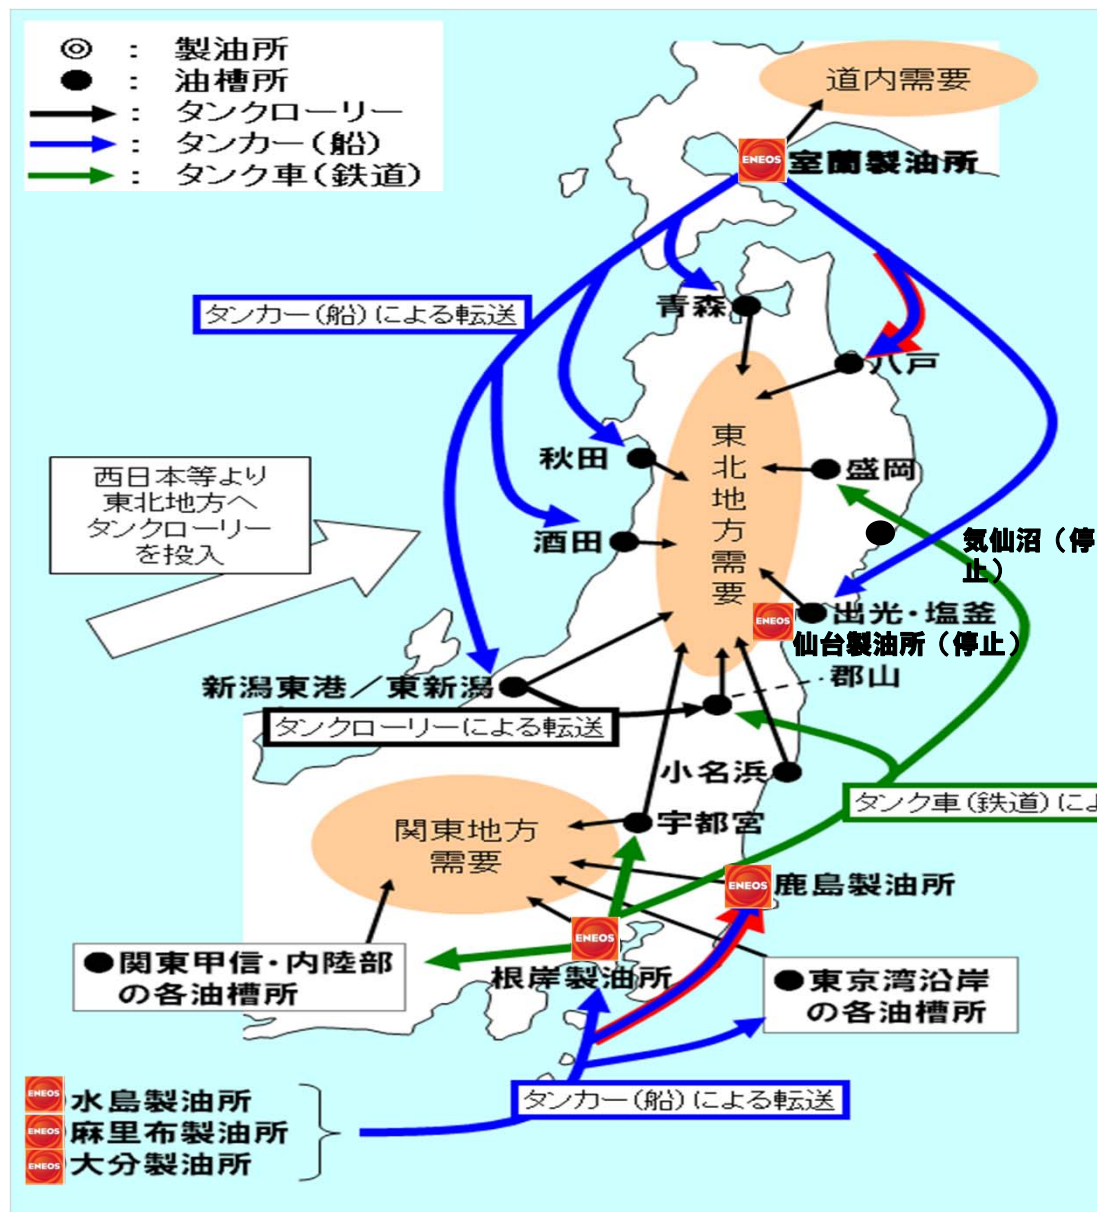 ◎ : 製油所
● : 油槽所
: タンクローリー
: タンカー(船)
: タンク車(鉄道)
道内需要
ENEOS 室蘭製油所
タンカー(船)による転送
青森
八戸
東北地方需要
秋田
盛岡
西日本等より
東北地方へ
タンクローリー
を投入
酒田
気仙沼(停
止)
出光・塩釜
ENEOS
仙台製油所(停止)
新潟東港/東新潟
郡山
タンクローリーによる転送
小名浜
タンク車(鉄道)によ
宇都宮
関東地方
需要
ENEOS 鹿島製油所
ENEOS
根岸製油所
●関東甲信・内陸部
の各油槽所
●東京湾沿岸
の各油槽所
タンカー(船)による転送
ENEOS 水島製油所
ENEOS 麻里布製油所
ENEOS 大分製油所